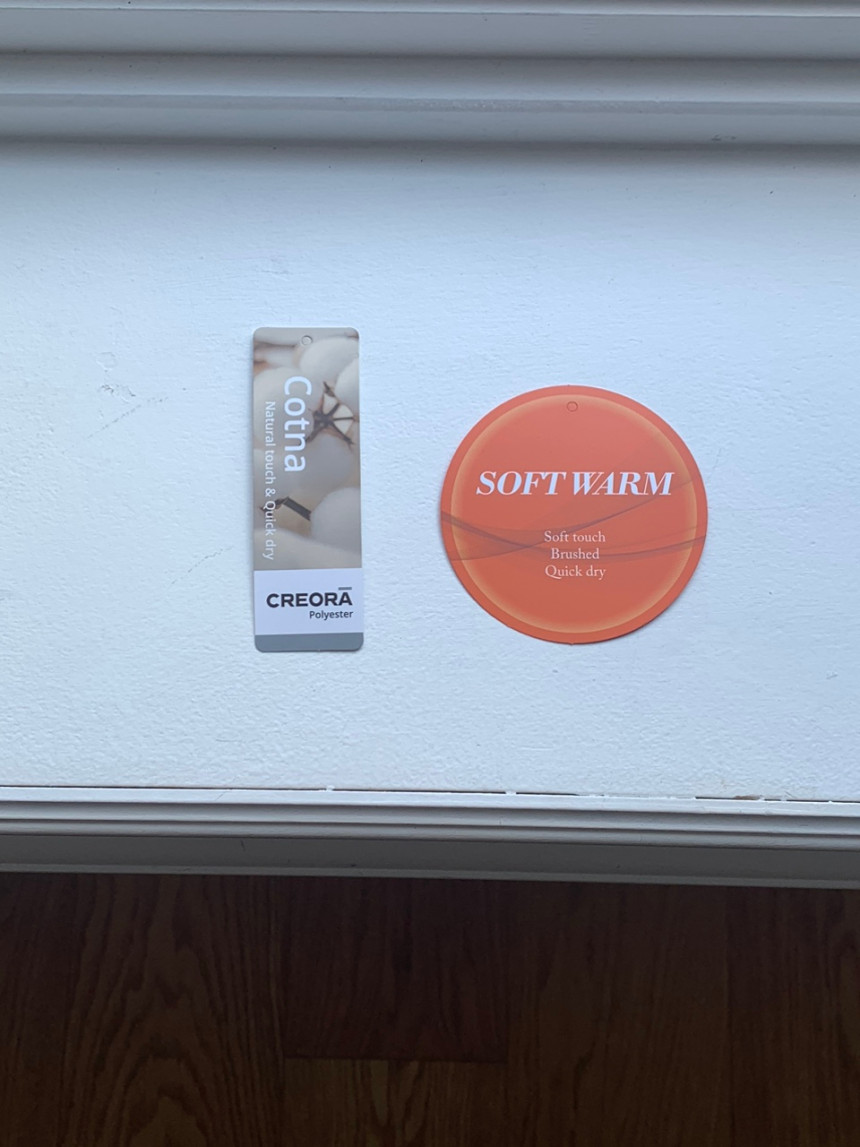 Cotna
Natural touch & Quick dry
CREORA
Polyester
SOFT WARM
Soft touch
Brushed
Quick dry